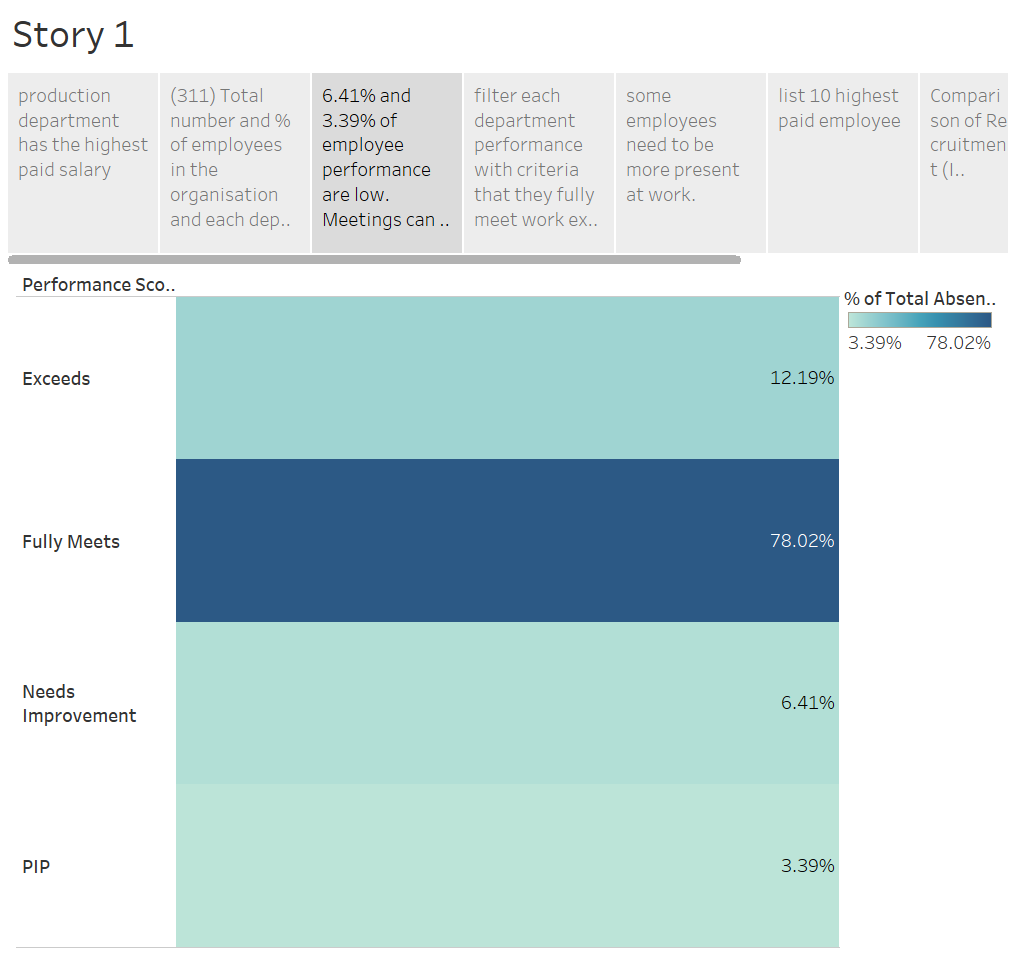 Story 1
production
department
has the highest
paid salary
(311) Total
number and %
of employees
in the
organisation
and each dep..
6.41% and
3.39% of
employee
performance
are low.
Meetings can ..
filter each
department
performance
with criteria
that they fully
meet work ex..
some
employees
need to be
more present
at work.
list 10 highest
paid employee
Compari
son of Re
cruitmen
t (I..
Performance Sco..
% of Total Absen..
3.39% 78.02%
Exceeds 12.19%
Fully Meets 78.02%
Needs
Improvement 6.41%
PIP 3.39%